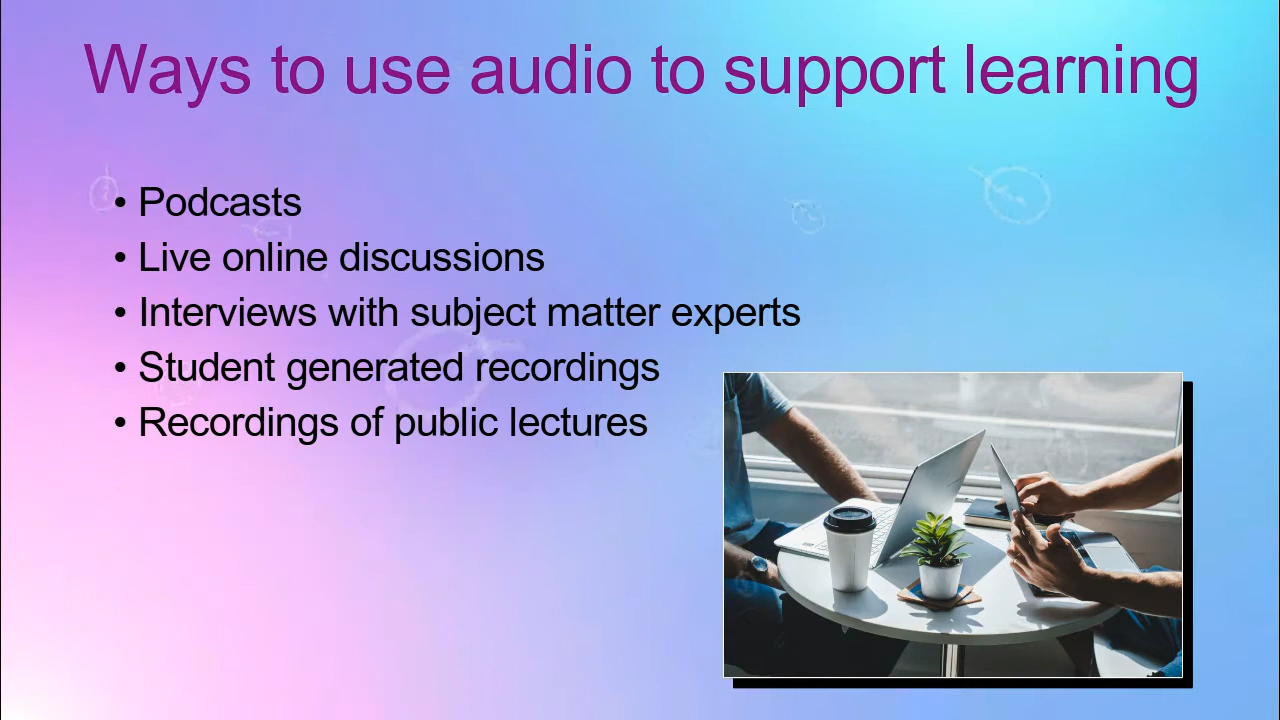 Ways to use audio to support learning
• Podcasts
• Live online discussions
• Interviews with subject matter experts
• Student generated recordings
• Recordings of public lectures